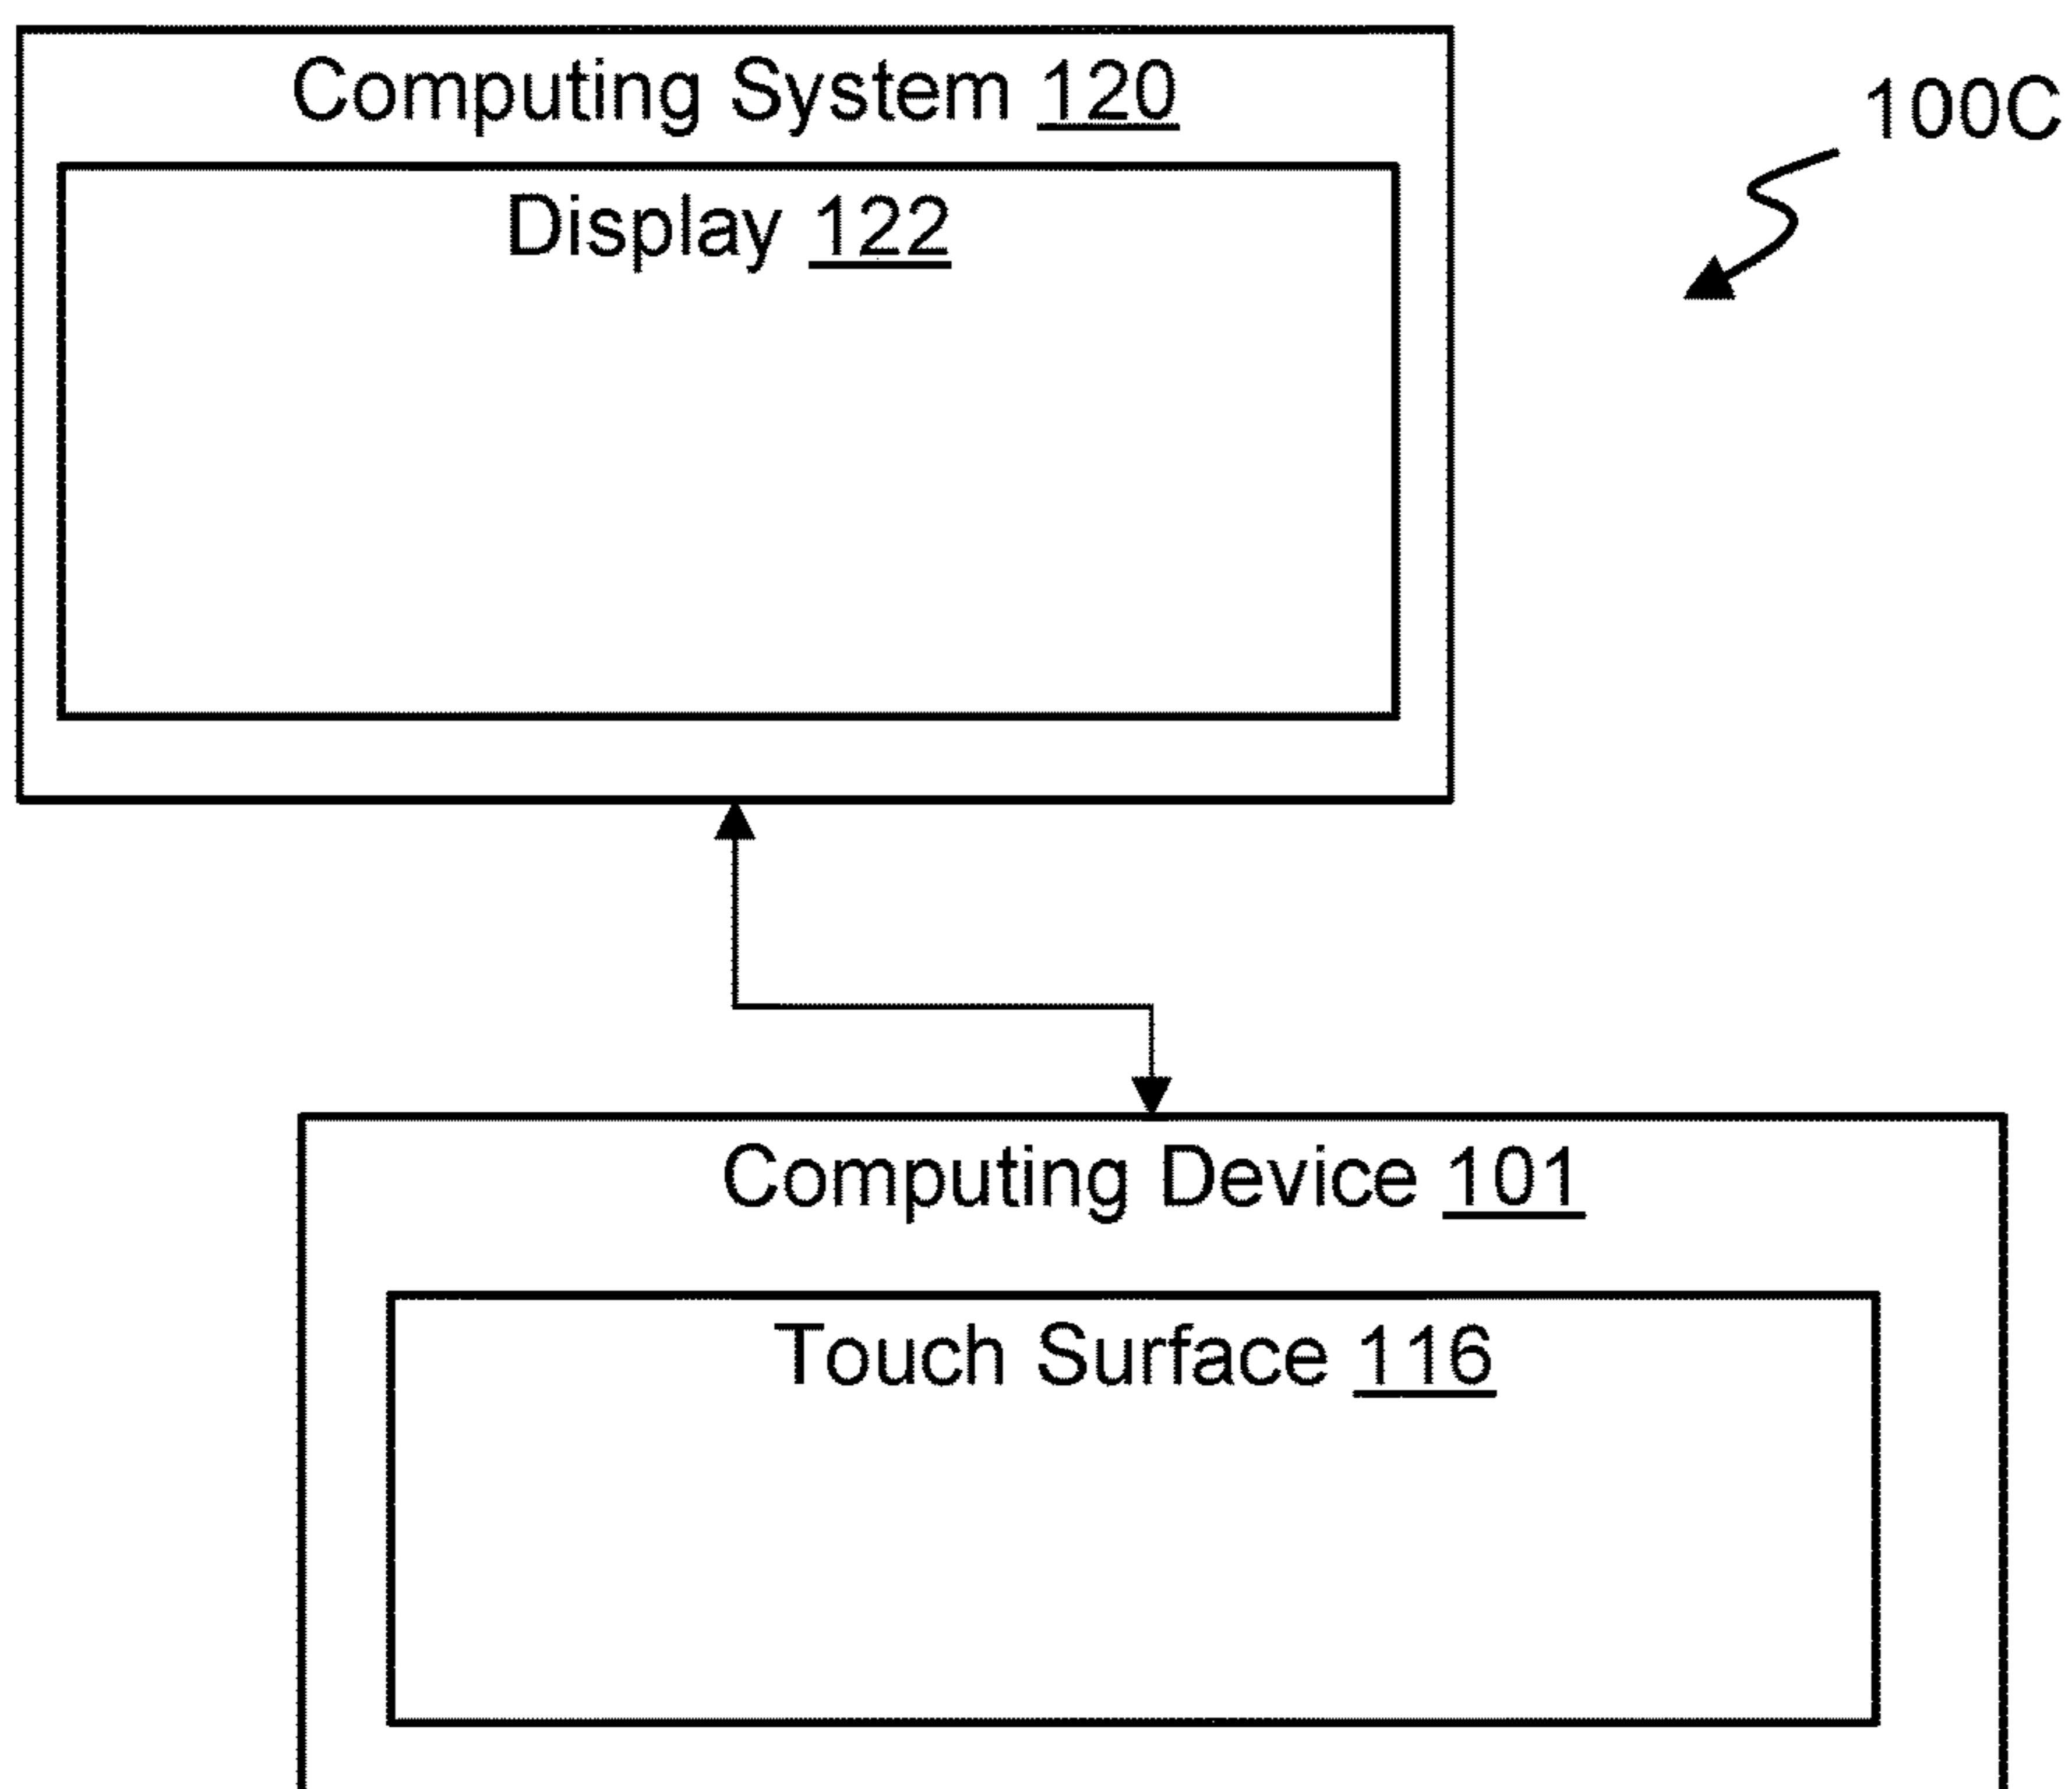 Computing System 120
100C
Display 122
Computing Device 101
Touch Surface 116